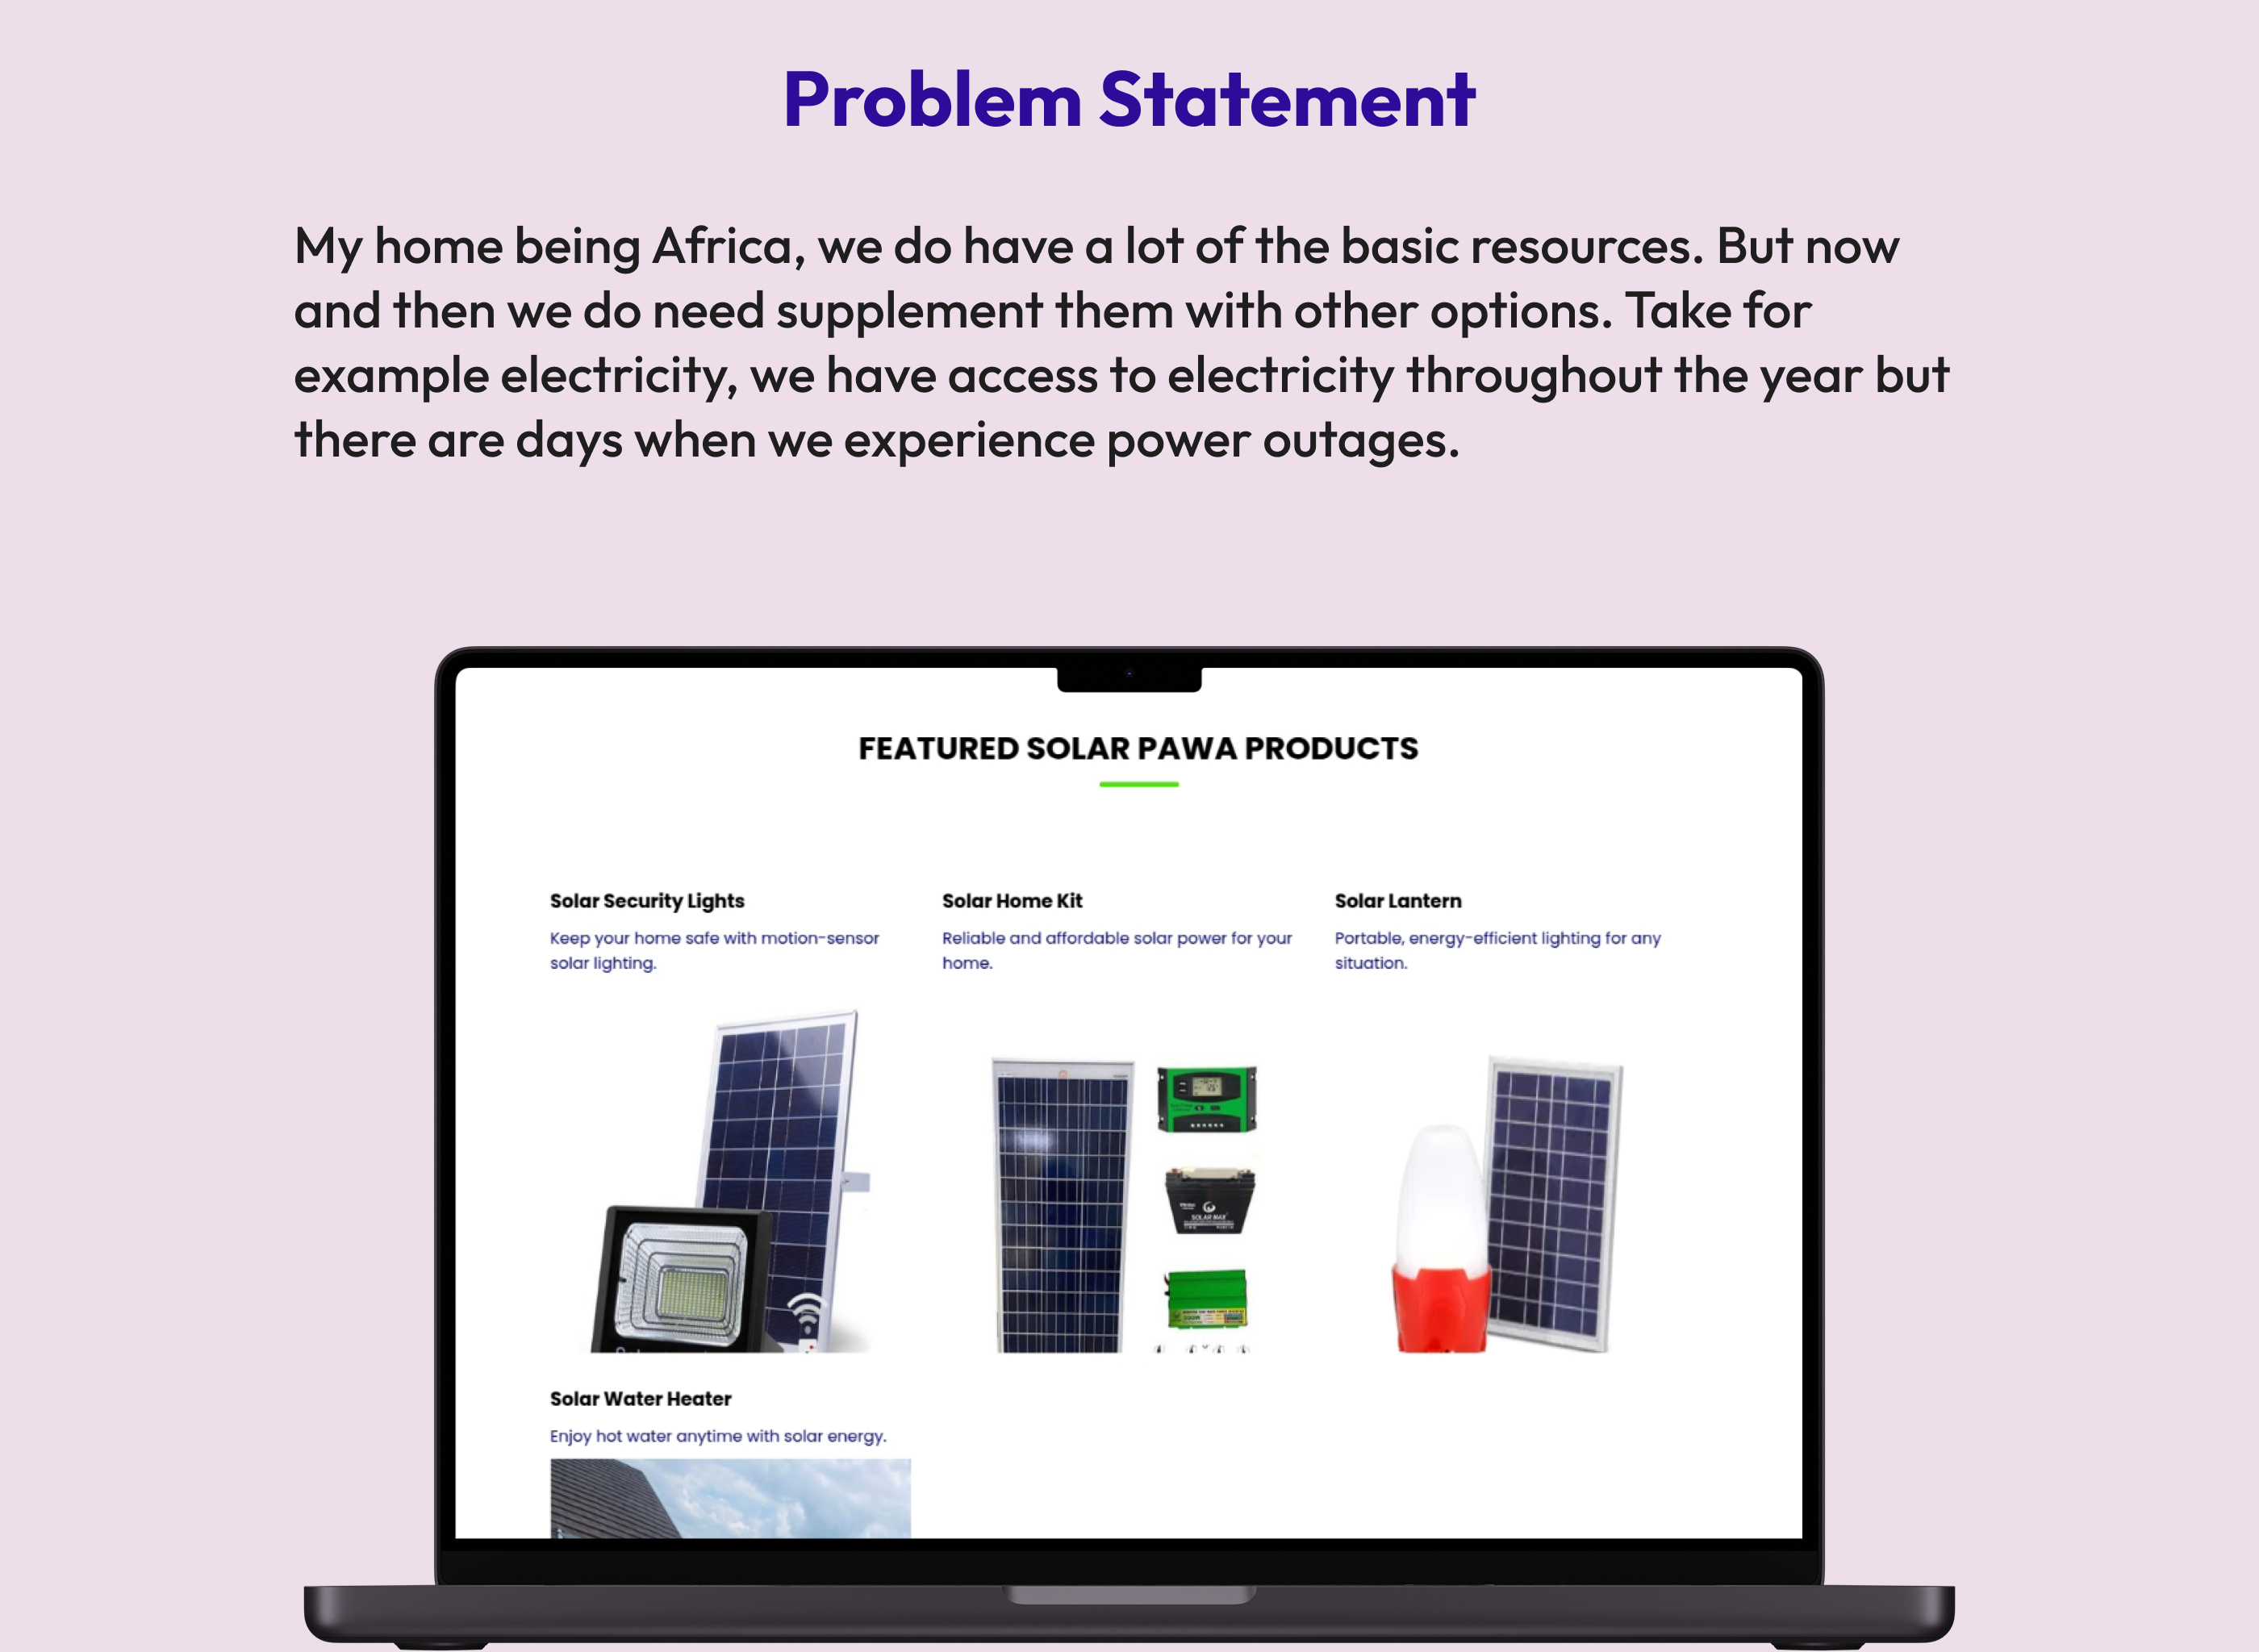 Problem Statement
My home being Africa, we do have a lot of the basic resources. But now
and then we do need supplement them with other options. Take for
example electricity, we have access to electricity throughout the year but
there are days when we experience power outages.
FEATURED SOLAR PAWA PRODUCTS
Solar Security Lights
Keep your home safe with motion-sensor
solar lighting.
Solar Home Kit
Reliable and affordable solar power for your
home.
Solar Lantern
Portable, energy-efficient lighting for any
situation.
SOLAR MAX
300W
Solar Water Heater
Enjoy hot water anytime with solar energy.